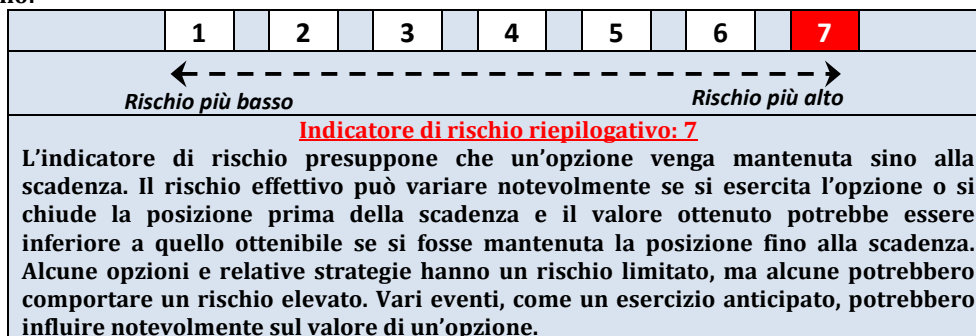 1 2 3 4 5 6 7
Rischio più basso Rischio più alto
Indicatore di rischio riepilogativo: 7
L’indicatore di rischio presuppone che un’opzione venga mantenuta sino alla
scadenza. Il rischio effettivo può variare notevolmente se si esercita l’opzione o si
chiude la posizione prima della scadenza e il valore ottenuto potrebbe essere
inferiore a quello ottenibile se si fosse mantenuta la posizione fino alla scadenza.
Alcune opzioni e relative strategie hanno un rischio limitato, ma alcune potrebbero
comportare un rischio elevato. Vari eventi, come un esercizio anticipato, potrebbero
influire notevolmente sul valore di un’opzione.